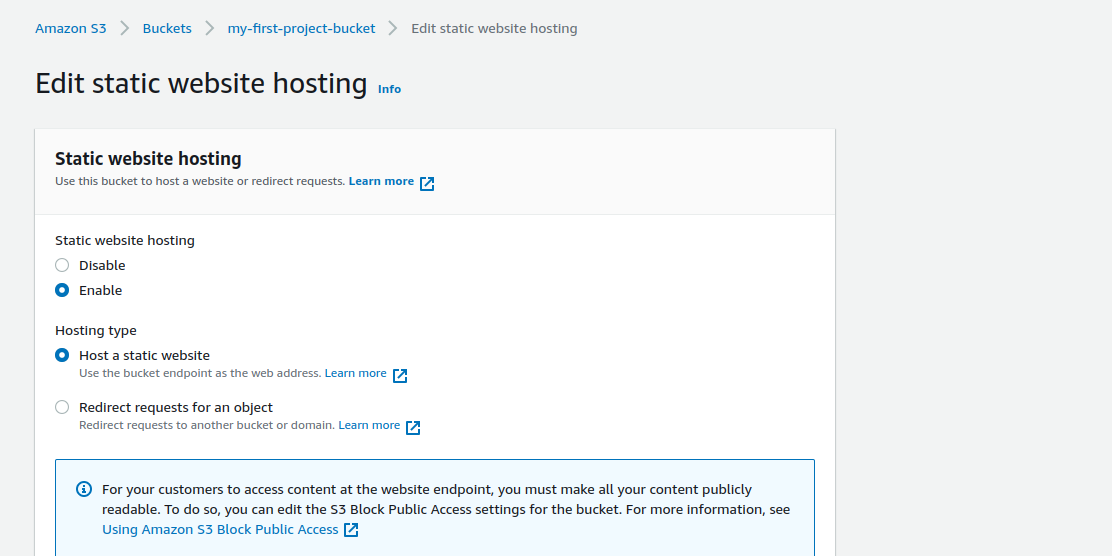 Amazon S3 > Buckets > my-first-project-bucket > Edit static website hosting
Edit static website hosting Info
Static website hosting
Use this bucket to host a website or redirect requests. Learn more
Static website hosting
Disable
Enable
Hosting type
Host a static website
Use the bucket endpoint as the web address. Learn more
Redirect requests for an object
Redirect requests to another bucket or domain. Learn more
For your customers to access content at the website endpoint, you must make all your content publicly
readable. To do so, you can edit the S3 Block Public Access settings for the bucket. For more information, see
Using Amazon S3 Block Public Access